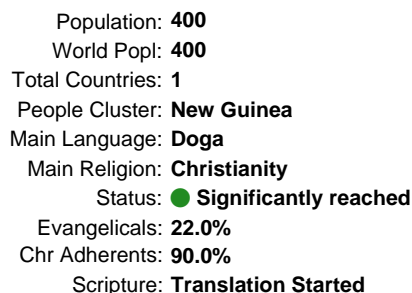 Population: 400
World Popl: 400
Total Countries: 1
People Cluster: New Guinea
Main Language: Doga
Main Religion: Christianity
Status: Significantly reached
Evangelicals: 22.0%
Chr Adherents: 90.0%
Scripture: Translation Started